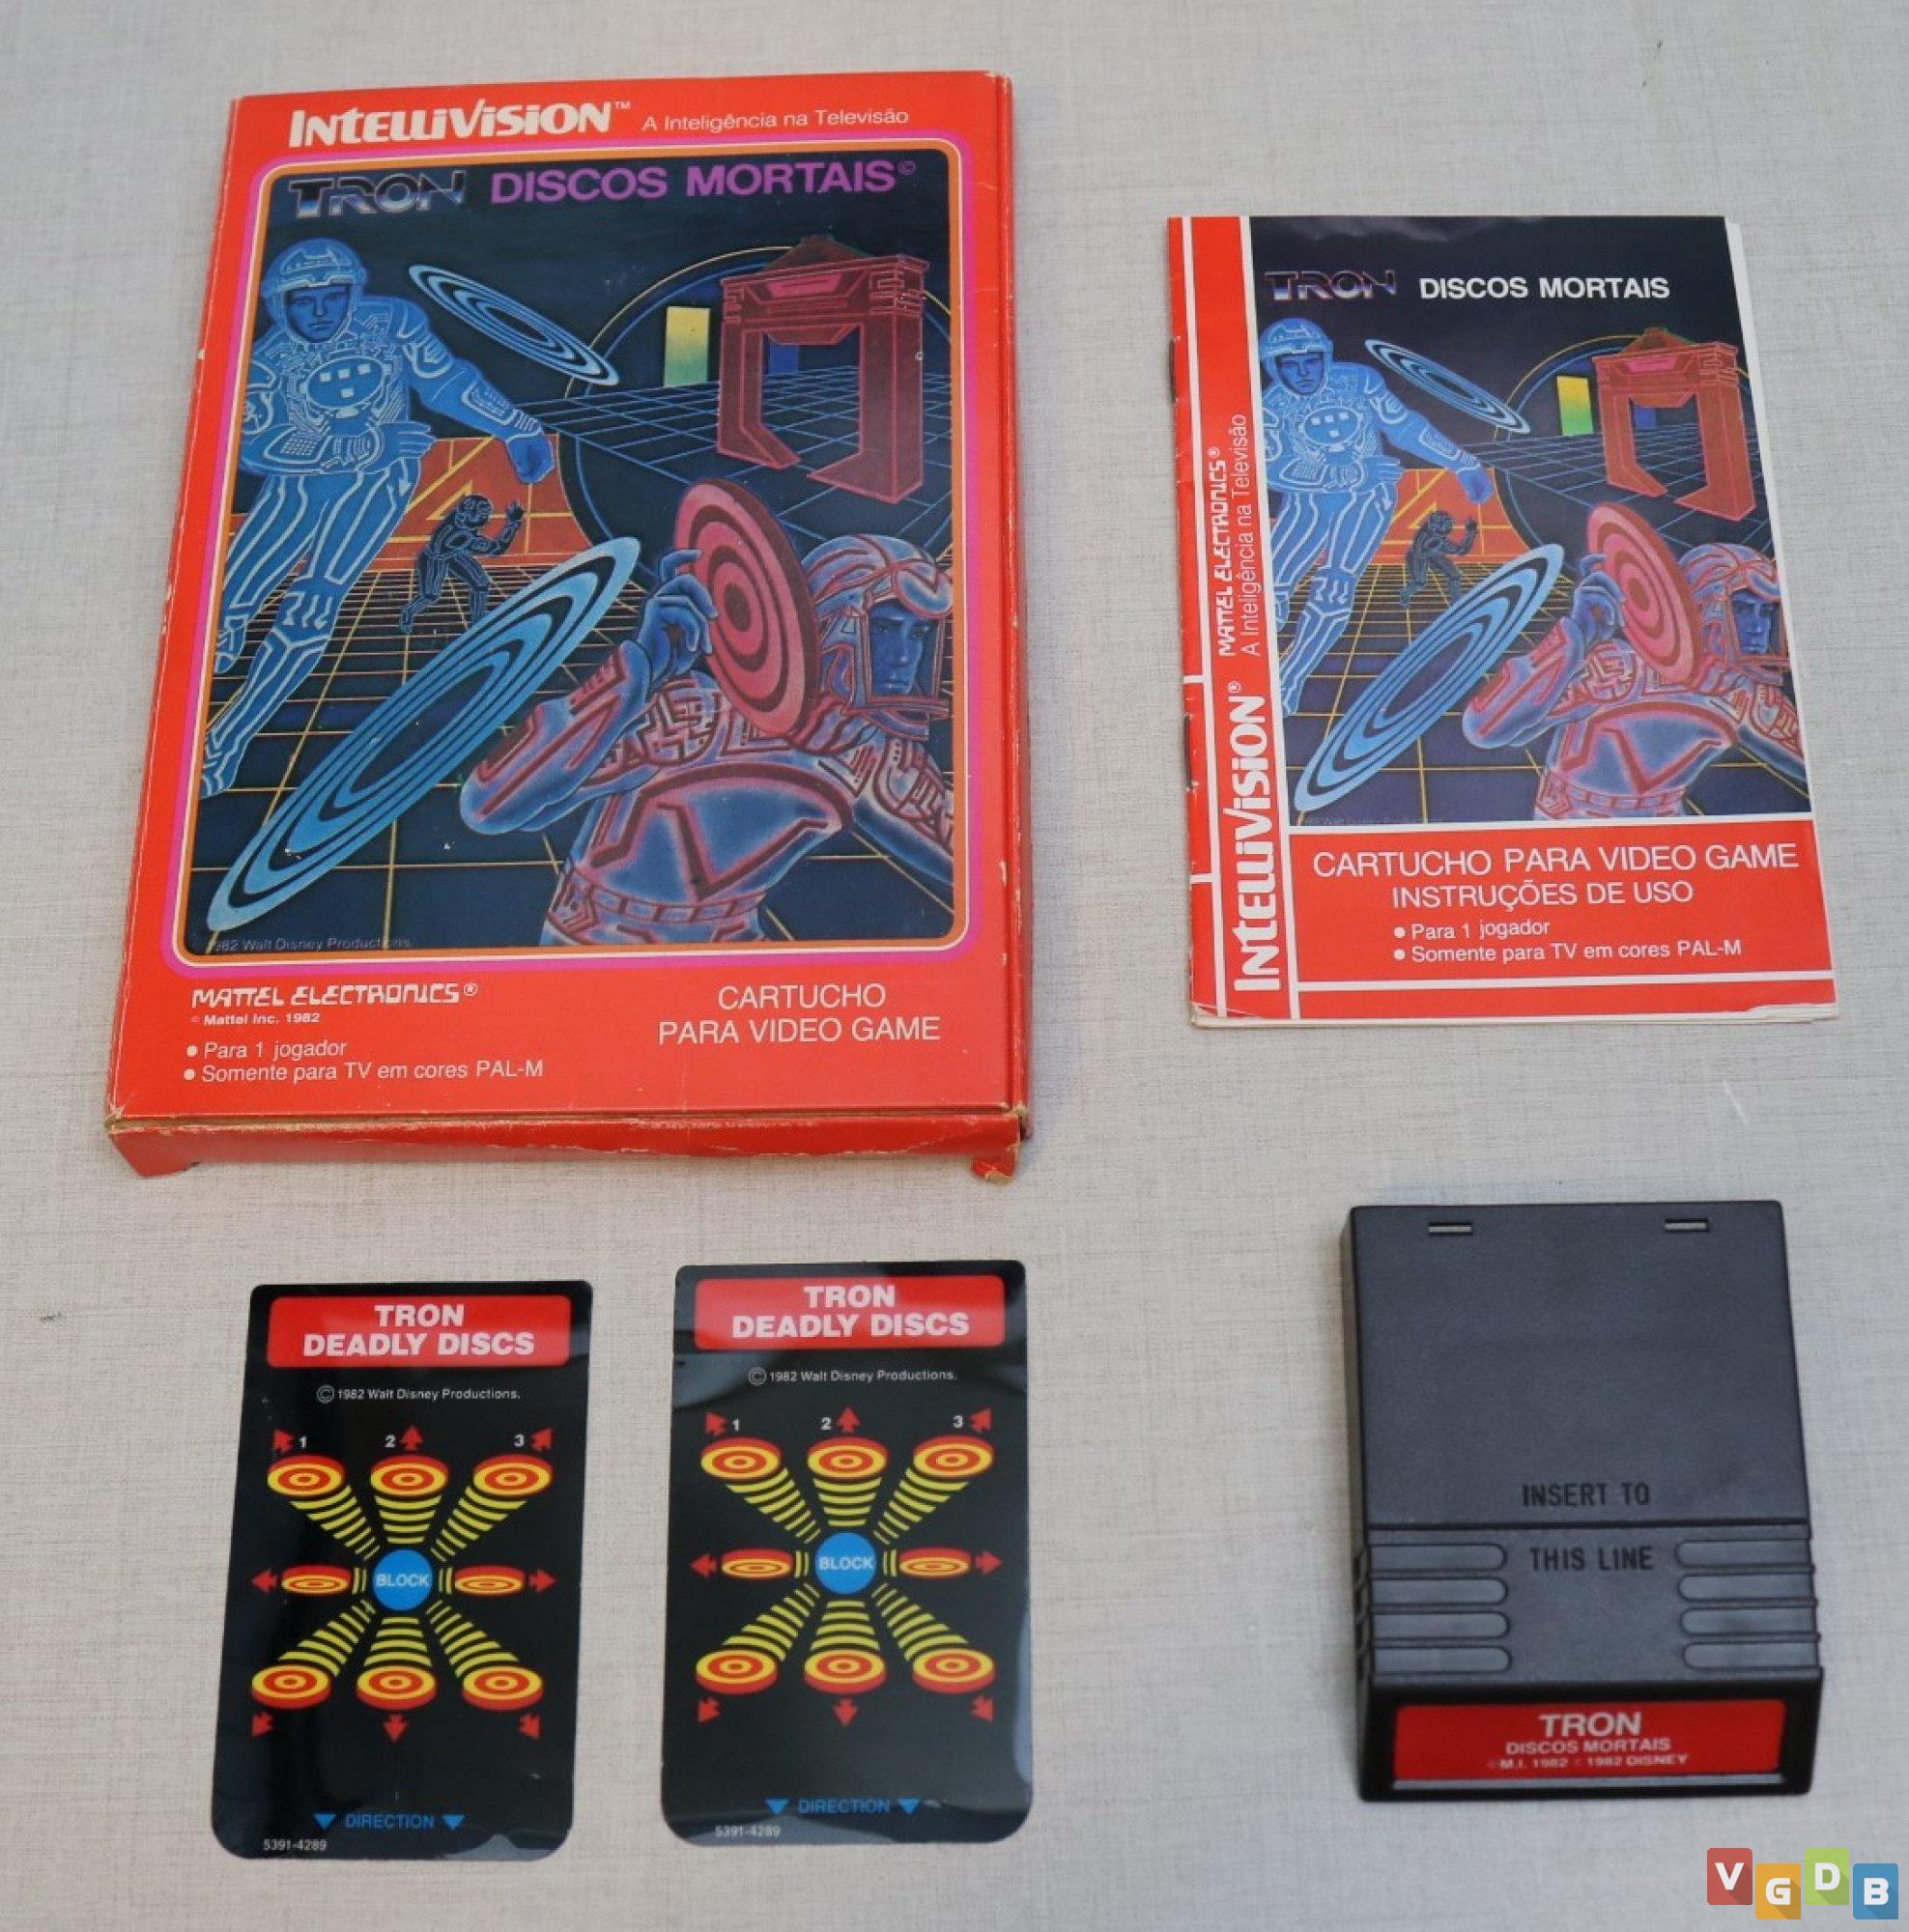 INTELLIVISION™ A Inteligência na Televisão
TRON DISCOS MORTAIS©
1982 Walt Disney Productions.
MATTEL ELECTRONICS®
© Mattel Inc. 1982
● Para 1 jogador
● Somente para TV em cores PAL-M
CARTUCHO
PARA VIDEO GAME
TRON DISCOS MORTAIS
INTELLIVISION®
MATTEL ELECTRONICS®
A Inteligência na Televisão
CARTUCHO PARA VIDEO GAME
INSTRUÇÕES DE USO
● Para 1 jogador
● Somente para TV em cores PAL-M
TRON
DEADLY DISCS
© 1982 Walt Disney Productions.
1 2 3
BLOCK
DIRECTION
5391-4289
TRON
DEADLY DISCS
© 1982 Walt Disney Productions.
1 2 3
BLOCK
DIRECTION
5391-4289
INSERT TO
THIS LINE
TRON
DISCOS MORTAIS
©M.I. 1982 ©1982 DISNEY
VGDB